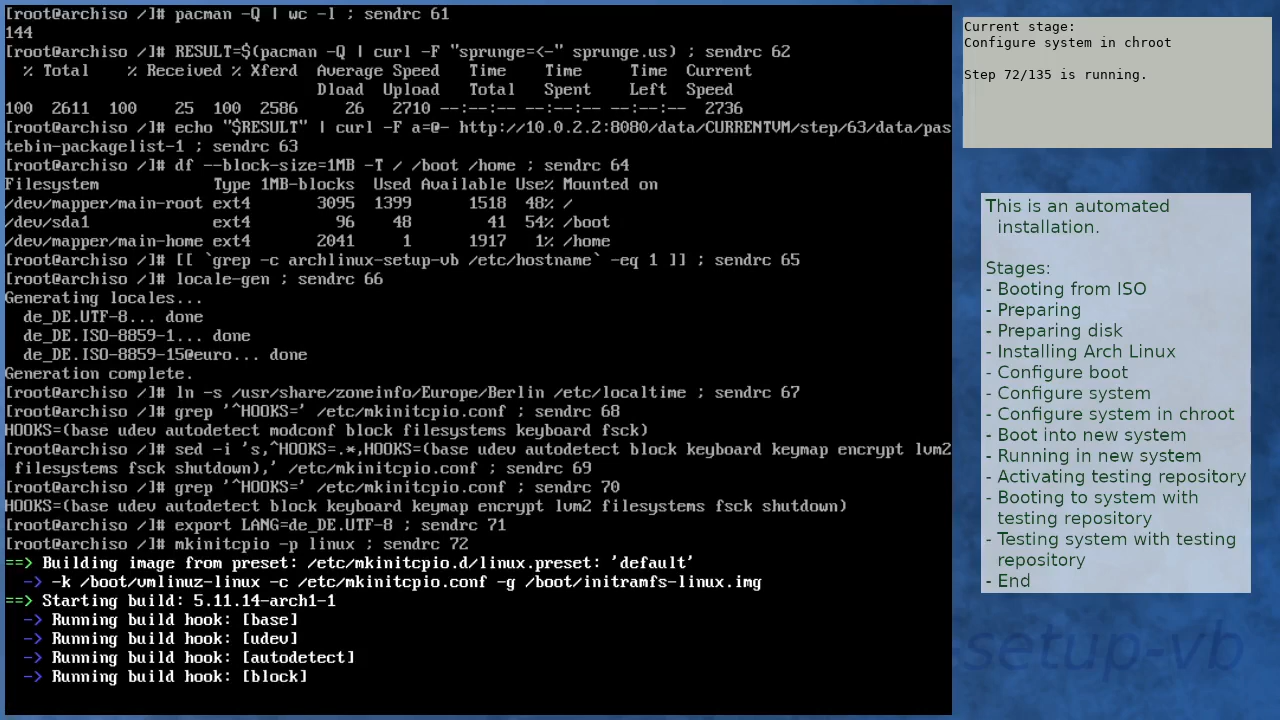 [root@archiso /]# pacman -Q | wc -l ; sendrc 61
144
[root@archiso /]# RESULT=$(pacman -Q | curl -F "sprunge=<-" sprunge.us) ; sendrc 62
  % Total    % Received % Xferd  Average Speed   Time    Time     Time  Current
                                 Dload  Upload   Total   Spent    Left  Speed
100  2611  100    25  100  2586     26   2710 --:--:-- --:--:-- --:--:--  2736
[root@archiso /]# echo "$RESULT" | curl -F a=@- http://10.0.2.2:8080/data/CURRENTVM/step/63/data/pas
tebin-packagelist-1 ; sendrc 63
[root@archiso /]# df --block-size=1MB -T / /boot /home ; sendrc 64
Filesystem            Type 1MB-blocks  Used Available Use% Mounted on
/dev/mapper/main-root ext4       3095  1399      1518  48% /
/dev/sda1             ext4         96    48        41  54% /boot
/dev/mapper/main-home ext4       2041     1      1917   1% /home
[root@archiso /]# [[ `grep -c archlinux-setup-vb /etc/hostname` -eq 1 ]] ; sendrc 65
[root@archiso /]# locale-gen ; sendrc 66
Generating locales...
  de_DE.UTF-8... done
  de_DE.ISO-8859-1... done
  de_DE.ISO-8859-15@euro... done
Generation complete.
[root@archiso /]# ln -s /usr/share/zoneinfo/Europe/Berlin /etc/localtime ; sendrc 67
[root@archiso /]# grep '^HOOKS=' /etc/mkinitcpio.conf ; sendrc 68
HOOKS=(base udev autodetect modconf block filesystems keyboard fsck)
[root@archiso /]# sed -i 's,^HOOKS=.*,HOOKS=(base udev autodetect block keyboard keymap encrypt lvm2
 filesystems fsck shutdown),' /etc/mkinitcpio.conf ; sendrc 69
[root@archiso /]# grep '^HOOKS=' /etc/mkinitcpio.conf ; sendrc 70
HOOKS=(base udev autodetect block keyboard keymap encrypt lvm2 filesystems fsck shutdown)
[root@archiso /]# export LANG=de_DE.UTF-8 ; sendrc 71
[root@archiso /]# mkinitcpio -p linux ; sendrc 72
==> Building image from preset: /etc/mkinitcpio.d/linux.preset: 'default'
  -> -k /boot/vmlinuz-linux -c /etc/mkinitcpio.conf -g /boot/initramfs-linux.img
==> Starting build: 5.11.14-arch1-1
  -> Running build hook: [base]
  -> Running build hook: [udev]
  -> Running build hook: [autodetect]
  -> Running build hook: [block]
Current stage:
Configure system in chroot
Step 72/135 is running.
This is an automated
installation.
Stages:
- Booting from ISO
- Preparing
- Preparing disk
- Installing Arch Linux
- Configure boot
- Configure system
- Configure system in chroot
- Boot into new system
- Running in new system
- Activating testing repository
- Booting to system with
testing repository
- Testing system with testing
repository
- End
-setup-vb